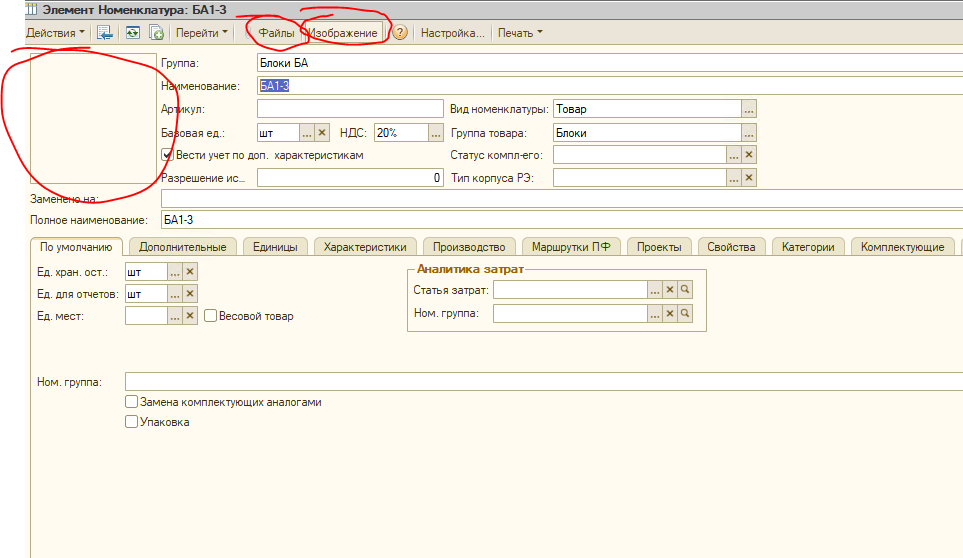 Элемент Номенклатура: БА1-3
Действия Перейти Файлы Изображение ? Настройка... Печать
Группа: Блоки БА
Наименование: БА1-3
Артикул: Вид номенклатуры: Товар ...
Базовая ед.: шт ... × НДС: 20% ... Группа товара: Блоки ...
Вести учет по доп. характеристикам Статус компл-его: ... ×
Разрешение ис... 0 Тип корпуса РЭ: ... ×
Заменено на:
Полное наименование: БА1-3
По умолчанию Дополнительные Единицы Характеристики Производство Маршрутки ПФ Проекты Свойства Категории Комплектующие
Ед. хран. ост.: шт ... × Аналитика затрат
Ед. для отчетов: шт ... × Статья затрат: ... ×
Ед. мест: ... × Весовой товар Ном. группа: ... ×
Ном. группа:
Замена комплектующих аналогами
Упаковка